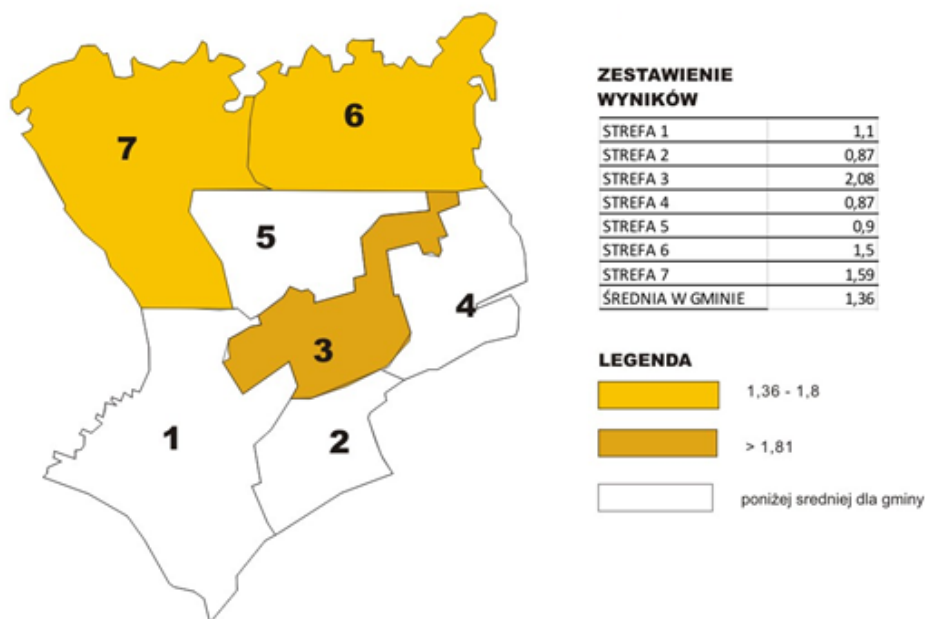 7
6
5
4
3
1
2
ZESTAWIENIE
WYNIKÓW
STREFA 1 1,1
STREFA 2 0,87
STREFA 3 2,08
STREFA 4 0,87
STREFA 5 0,9
STREFA 6 1,5
STREFA 7 1,59
ŚREDNIA W GMINIE 1,36
LEGENDA
1,36 - 1,8
> 1,81
poniżej sredniej dla gminy